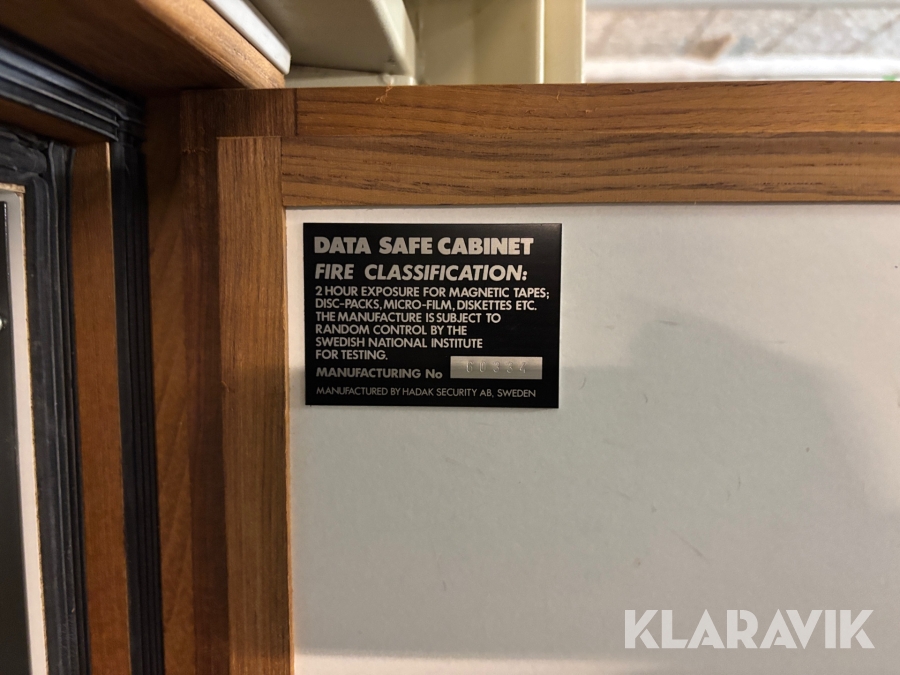 DATA SAFE CABINET
FIRE CLASSIFICATION:
2 HOUR EXPOSURE FOR MAGNETIC TAPES;
DISC-PACKS, MICRO-FILM, DISKETTES ETC.
THE MANUFACTURE IS SUBJECT TO
RANDOM CONTROL BY THE
SWEDISH NATIONAL INSTITUTE
FOR TESTING.
MANUFACTURING No
MANUFACTURED BY HADAK SECURITY AB, SWEDEN
KLARAVIK